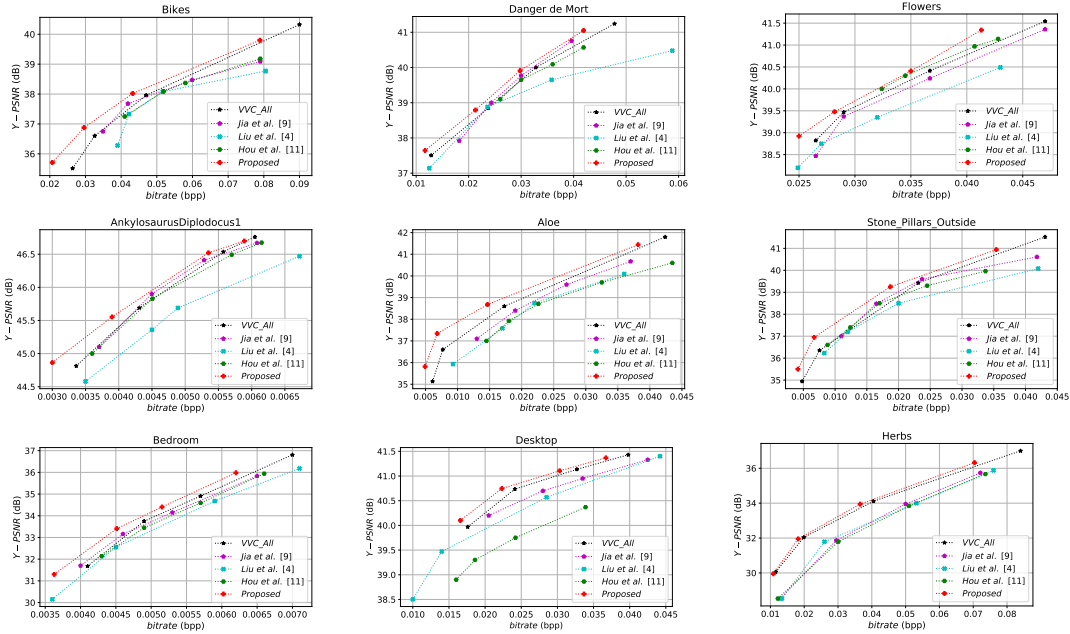 Bikes
Y − PSNR (dB)
40
39
38
37
36
0.02 0.03 0.04 0.05 0.06 0.07 0.08 0.09
bitrate (bpp)
VVC_All
Jia et al. [9]
Liu et al. [4]
Hou et al. [11]
Proposed
Danger de Mort
Y − PSNR (dB)
41
40
39
38
37
0.01 0.02 0.03 0.04 0.05 0.06
bitrate (bpp)
VVC_All
Jia et al. [9]
Liu et al. [4]
Hou et al. [11]
Proposed
Flowers
Y − PSNR (dB)
41.5
41.0
40.5
40.0
39.5
39.0
38.5
0.025 0.030 0.035 0.040 0.045
bitrate (bpp)
VVC_All
Jia et al. [9]
Liu et al. [4]
Hou et al. [11]
Proposed
AnkylosaurusDiplodocus1
Y − PSNR (dB)
46.5
46.0
45.5
45.0
44.5
0.0030 0.0035 0.0040 0.0045 0.0050 0.0055 0.0060 0.0065
bitrate (bpp)
VVC_All
Jia et al. [9]
Liu et al. [4]
Hou et al. [11]
Proposed
Aloe
Y − PSNR (dB)
42
41
40
39
38
37
36
35
0.005 0.010 0.015 0.020 0.025 0.030 0.035 0.040 0.045
bitrate (bpp)
VVC_All
Jia et al. [9]
Liu et al. [4]
Hou et al. [11]
Proposed
Stone_Pillars_Outside
Y − PSNR (dB)
41
40
39
38
37
36
35
0.005 0.010 0.015 0.020 0.025 0.030 0.035 0.040 0.045
bitrate (bpp)
VVC_All
Jia et al. [9]
Liu et al. [4]
Hou et al. [11]
Proposed
Bedroom
Y − PSNR (dB)
37
36
35
34
33
32
31
30
0.0035 0.0040 0.0045 0.0050 0.0055 0.0060 0.0065 0.0070
bitrate (bpp)
VVC_All
Jia et al. [9]
Liu et al. [4]
Hou et al. [11]
Proposed
Desktop
Y − PSNR (dB)
41.5
41.0
40.5
40.0
39.5
39.0
38.5
0.010 0.015 0.020 0.025 0.030 0.035 0.040 0.045
bitrate (bpp)
VVC_All
Jia et al. [9]
Liu et al. [4]
Hou et al. [11]
Proposed
Herbs
Y − PSNR (dB)
36
34
32
30
0.01 0.02 0.03 0.04 0.05 0.06 0.07 0.08
bitrate (bpp)
VVC_All
Jia et al. [9]
Liu et al. [4]
Hou et al. [11]
Proposed